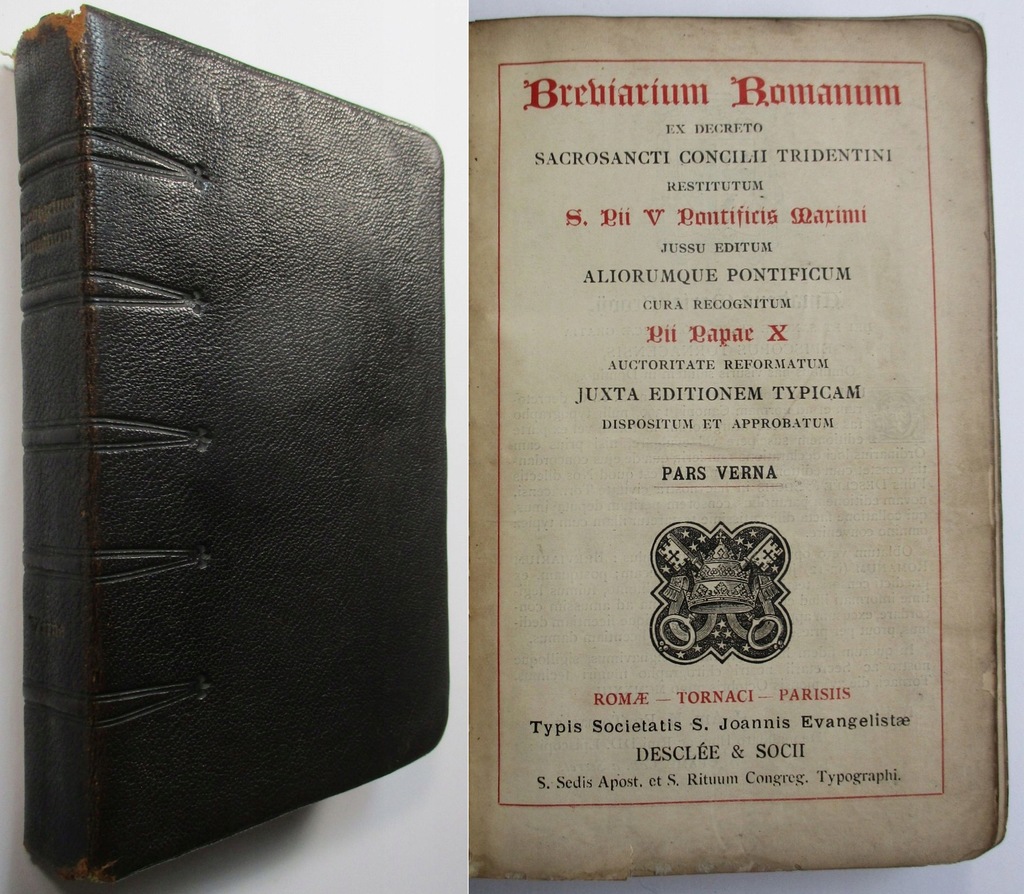 Breviarium Romanum
EX DECRETO
SACROSANCTI CONCILII TRIDENTINI
RESTITUTUM
S. Pii V Pontificis Maximi
JUSSU EDITUM
ALIORUMQUE PONTIFICUM
CURA RECOGNITUM
Pii Papae X
AUCTORITATE REFORMATUM
JUXTA EDITIONEM TYPICAM
DISPOSITUM ET APPROBATUM
PARS VERNA
ROMÆ — TORNACI — PARISIIS
Typis Societatis S. Joannis Evangelistæ
DESCLÉE & SOCII
S. Sedis Apost. et S. Rituum Congreg. Typographi.